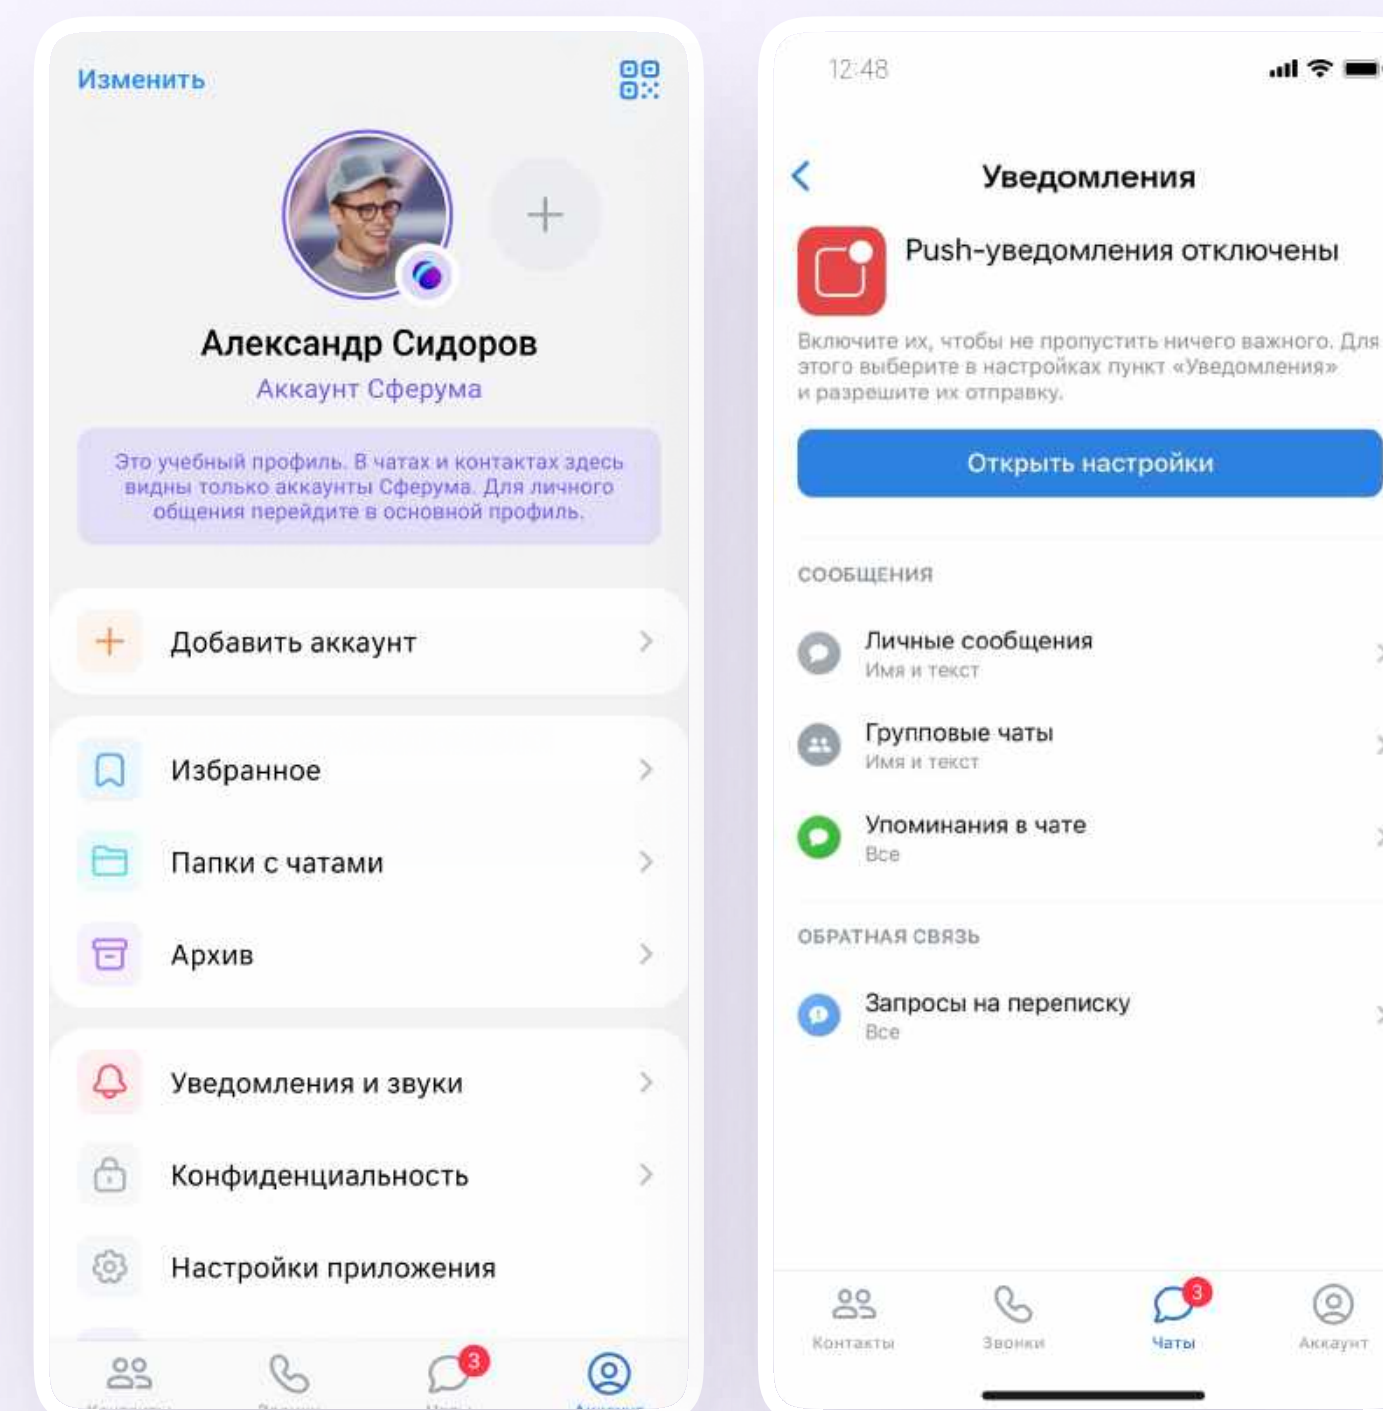 Изменить
Александр Сидоров
Аккаунт Сферума
Это учебный профиль. В чатах и контактах здесь
видны только аккаунты Сферума. Для личного
общения перейдите в основной профиль.
Добавить аккаунт
Избранное
Папки с чатами
Архив
Уведомления и звуки
Конфиденциальность
Настройки приложения
3
12:48
Уведомления
Push-уведомления отключены
Включите их, чтобы не пропустить ничего важного. Для
этого выберите в настройках пункт «Уведомления»
и разрешите их отправку.
Открыть настройки
СООБЩЕНИЯ
Личные сообщения
Имя и текст
Групповые чаты
Имя и текст
Упоминания в чате
Все
ОБРАТНАЯ СВЯЗЬ
Запросы на переписку
Все
3
Контакты Звонки Чаты Аккаунт